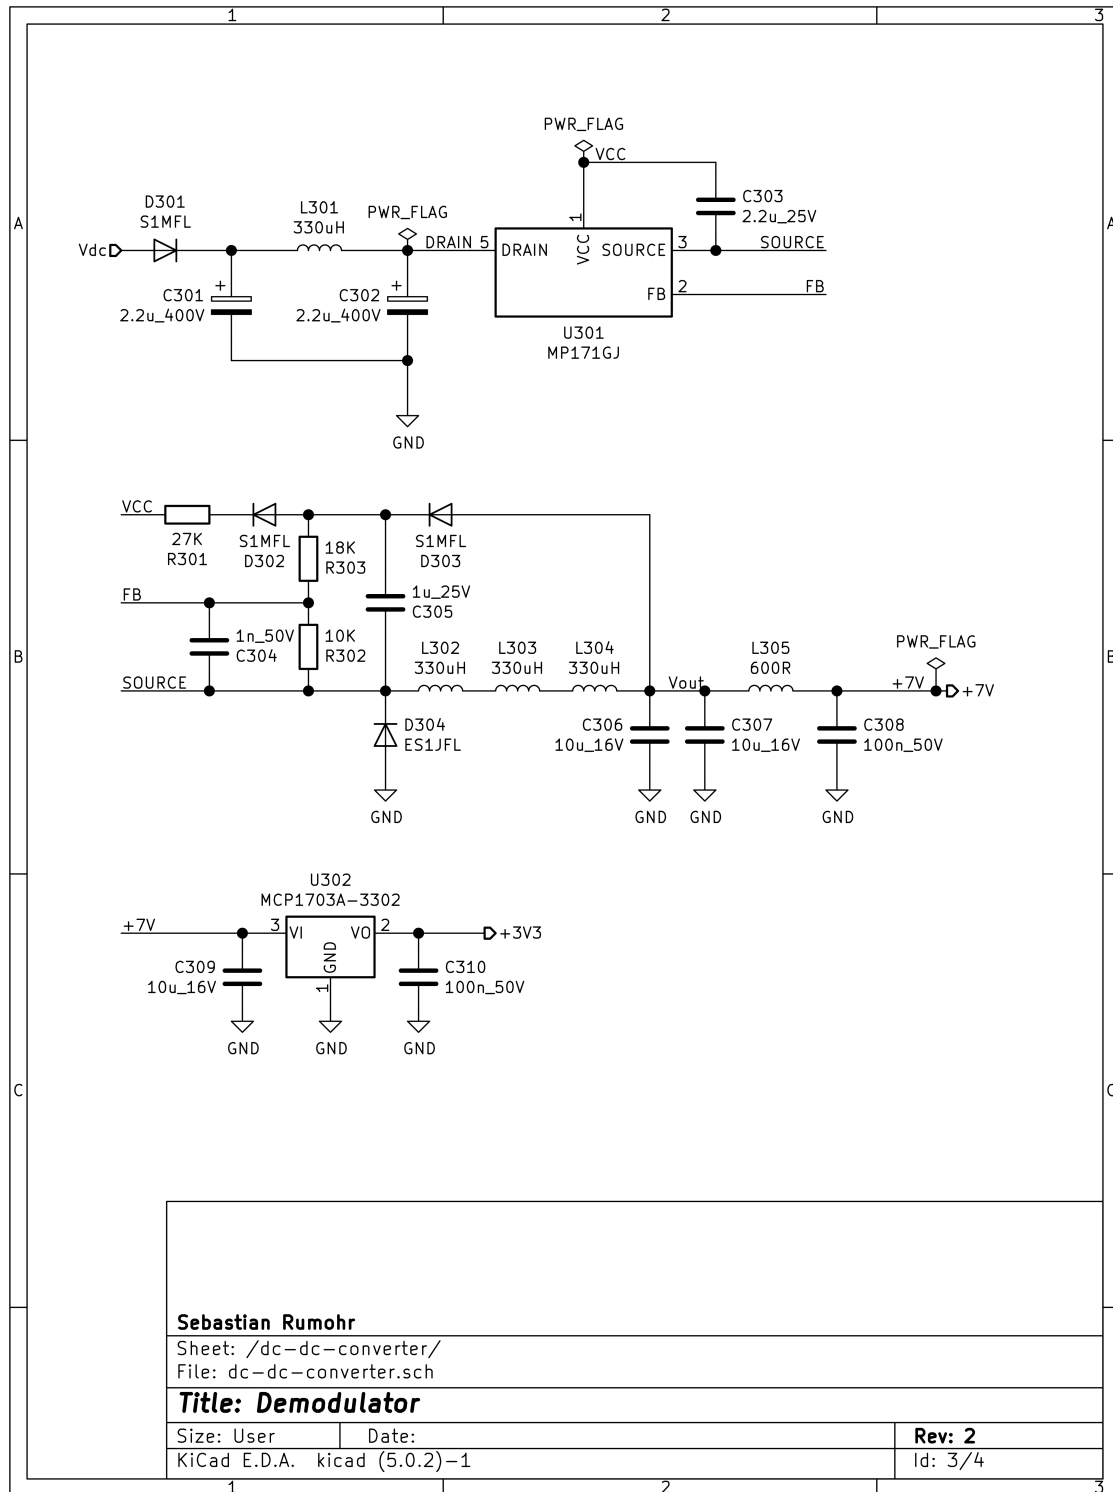 1 2 3
PWR_FLAG
VCC
D301
S1MFL
L301
330uH
PWR_FLAG
C303
2.2u_25V
A A
Vdc
DRAIN 5
1
DRAIN
VCC
SOURCE
3
SOURCE
FB
2
FB
+
C301
2.2u_400V
+
C302
2.2u_400V
U301
MP171GJ
GND
VCC
27K
R301
S1MFL
D302
18K
R303
S1MFL
D303
FB
1u_25V
C305
1n_50V
C304
10K
R302
B B
SOURCE
L302
330uH
L303
330uH
L304
330uH
Vout
L305
600R
PWR_FLAG
+7V
+7V
D304
ES1JFL
C306
10u_16V
C307
10u_16V
C308
100n_50V
GND
GND
GND
GND
U302
MCP1703A-3302
+7V
3
VI
VO
2
+3V3
GND
1
C309
10u_16V
C310
100n_50V
GND
GND
GND
C C
Sebastian Rumohr
Sheet: /dc-dc-converter/
File: dc-dc-converter.sch
Title: Demodulator
Size: User Date: Rev: 2
KiCad E.D.A. kicad (5.0.2)-1 Id: 3/4
1 2 3